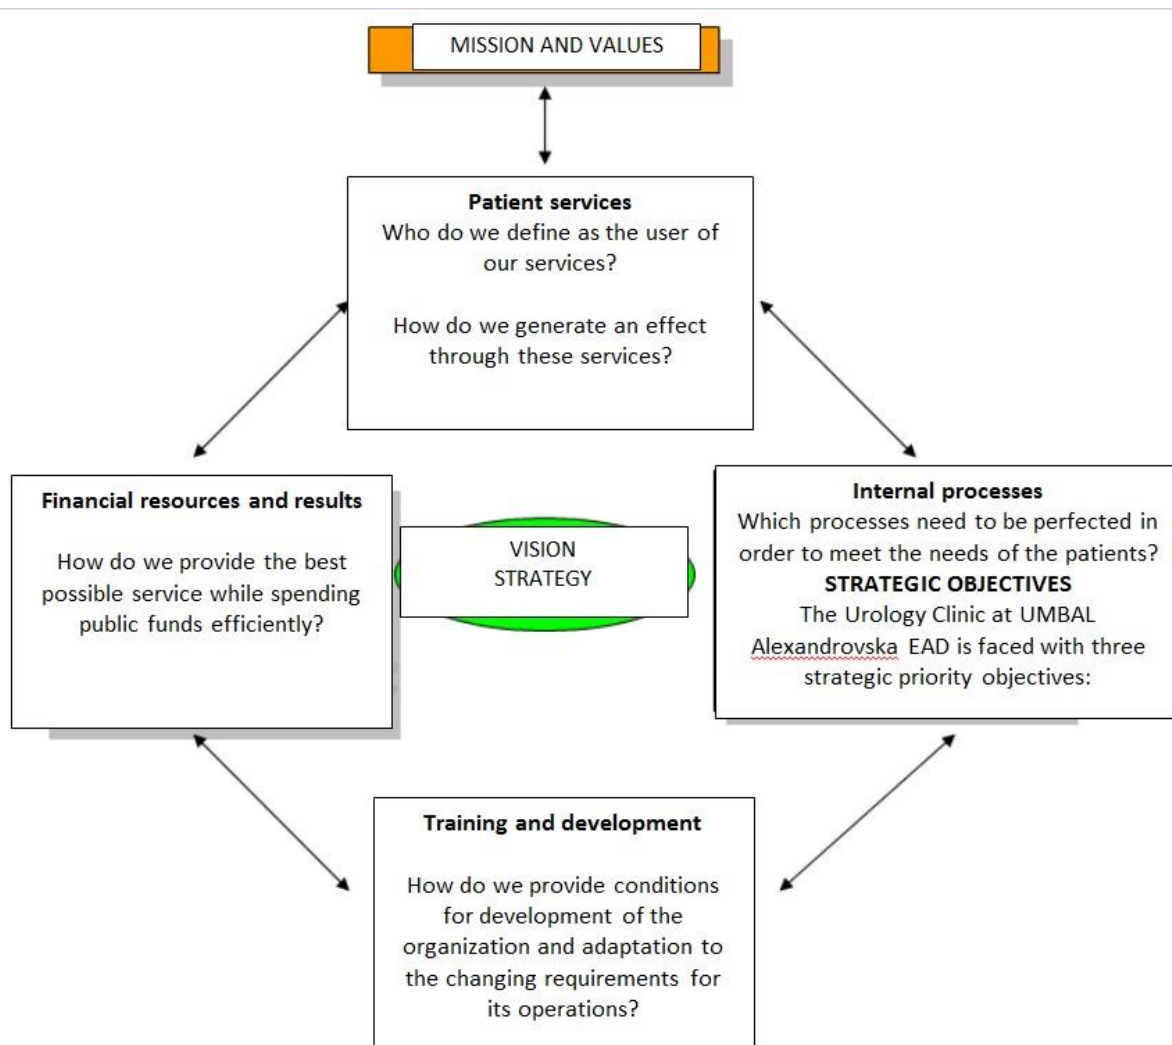 MISSION AND VALUES
Patient services
Who do we define as the user of
our services?
How do we generate an effect
through these services?
Financial resources and results
How do we provide the best
possible service while spending
public funds efficiently?
VISION
STRATEGY
Internal processes
Which processes need to be perfected in
order to meet the needs of the patients?
STRATEGIC OBJECTIVES
The Urology Clinic at UMBAL
Alexandrovska EAD is faced with three
strategic priority objectives:
Training and development
How do we provide conditions
for development of the
organization and adaptation to
the changing requirements for
its operations?